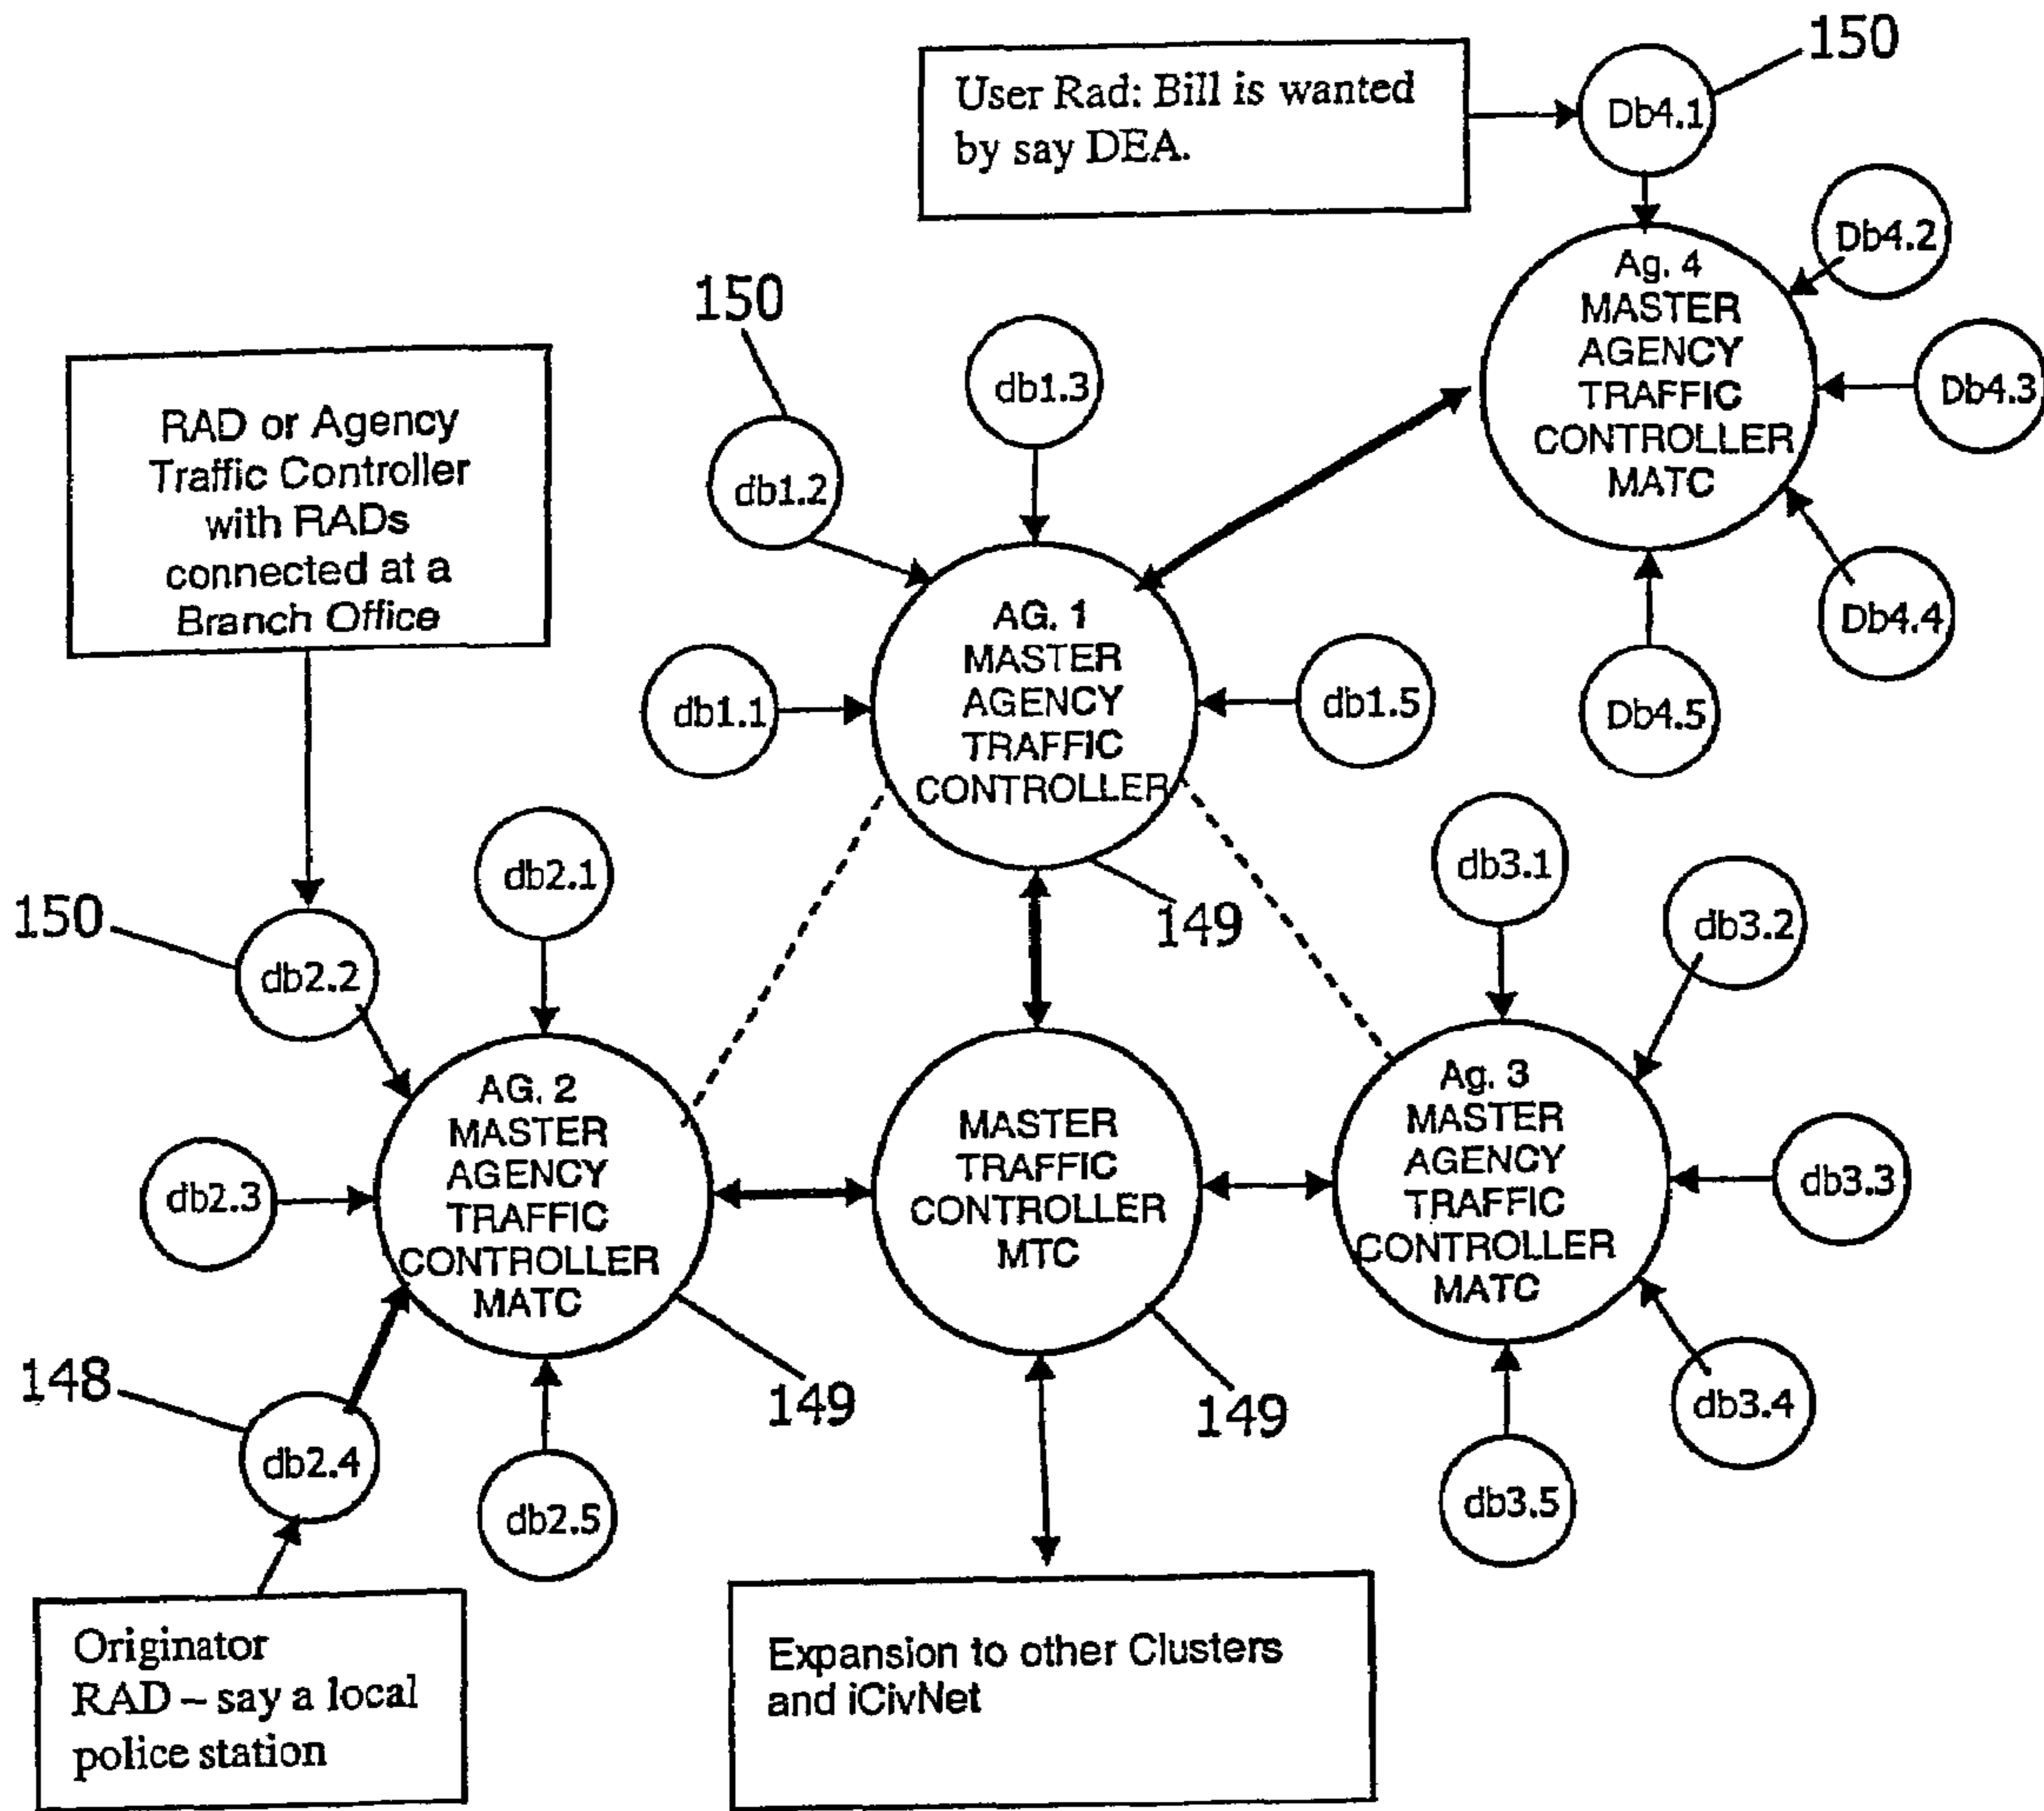 150
User Rad: Bill is wanted
by say DEA.
Db4.1
Db4.2
Ag. 4
MASTER
AGENCY
TRAFFIC
CONTROLLER
MATC
Db4.3
Db4.4
Db4.5
150
db1.3
db1.2
RAD or Agency
Traffic Controller
with RADs
connected at a
Branch Office
AG. 1
MASTER
AGENCY
TRAFFIC
CONTROLLER
db1.1
db1.5
149
db2.1
150
db2.2
AG. 2
MASTER
AGENCY
TRAFFIC
CONTROLLER
MATC
db2.3
148
db2.4
db2.5
149
MASTER
TRAFFIC
CONTROLLER
MTC
149
db3.1
db3.2
Ag. 3
MASTER
AGENCY
TRAFFIC
CONTROLLER
MATC
db3.3
db3.4
db3.5
Originator
RAD – say a local
police station
Expansion to other Clusters
and iCivNet